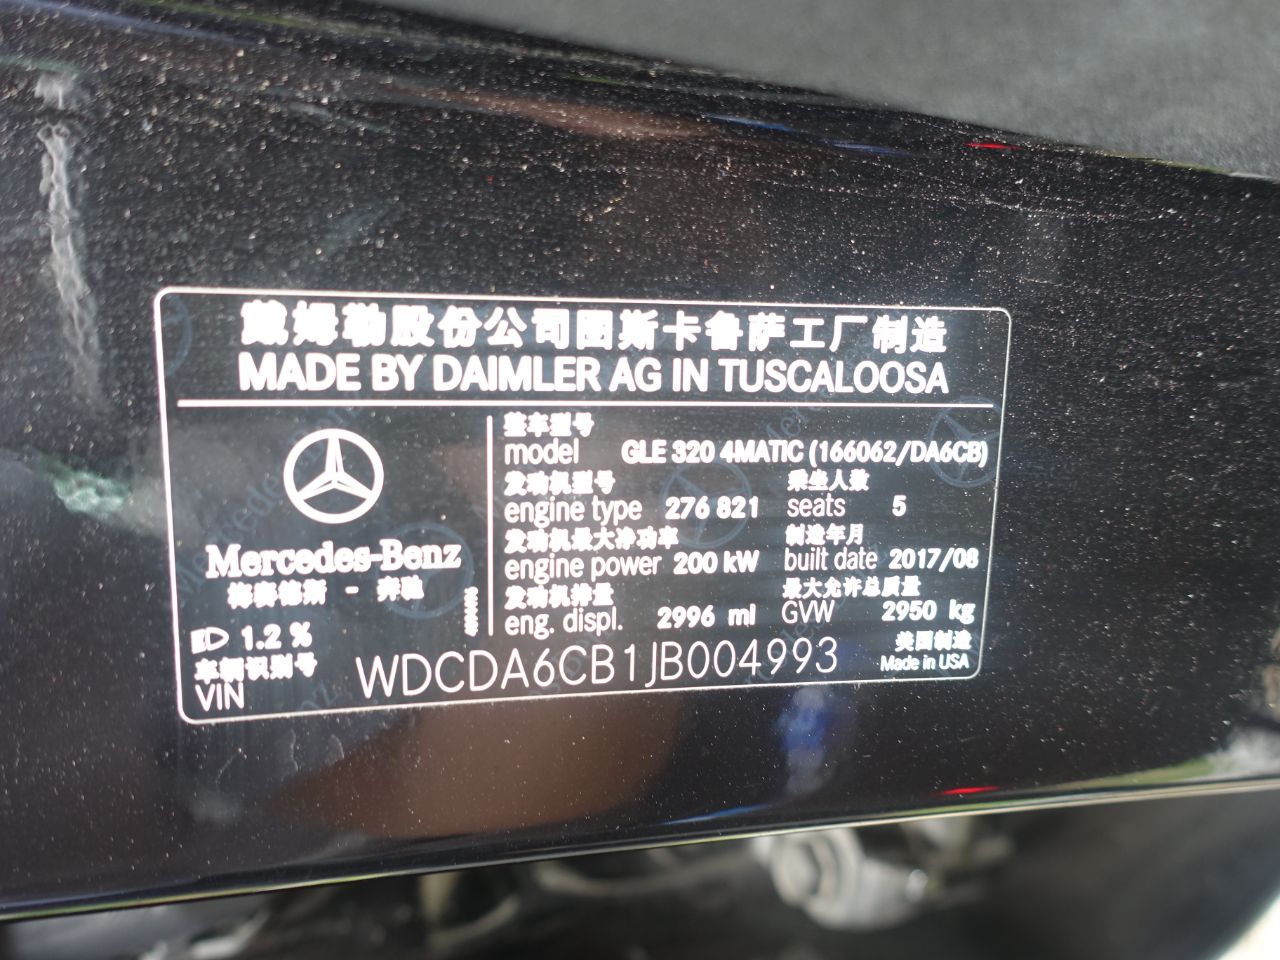 戴姆勒股份公司图斯卡鲁萨工厂制造
MADE BY DAIMLER AG IN TUSCALOOSA
整车型号
model GLE 320 4MATIC (166062/DA6CB)
发动机型号 乘坐人数
engine type 276 821 seats 5
发动机最大净功率 制造年月
engine power 200 kW built date 2017/08
发动机排量 最大允许总质量
eng. displ. 2996 ml GVW 2950 kg
Mercedes-Benz
梅赛德斯 - 奔驰
1.2 %
车辆识别号
VIN WDCDA6CB1JB004993
美国制造
Made in USA